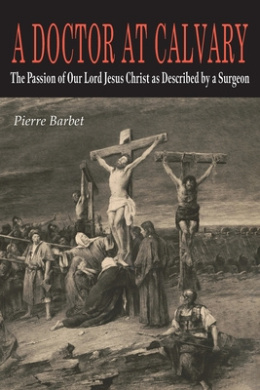 A DOCTOR AT CALVARY
The Passion of Our Lord Jesus Christ as Described by a Surgeon
Pierre Barbet